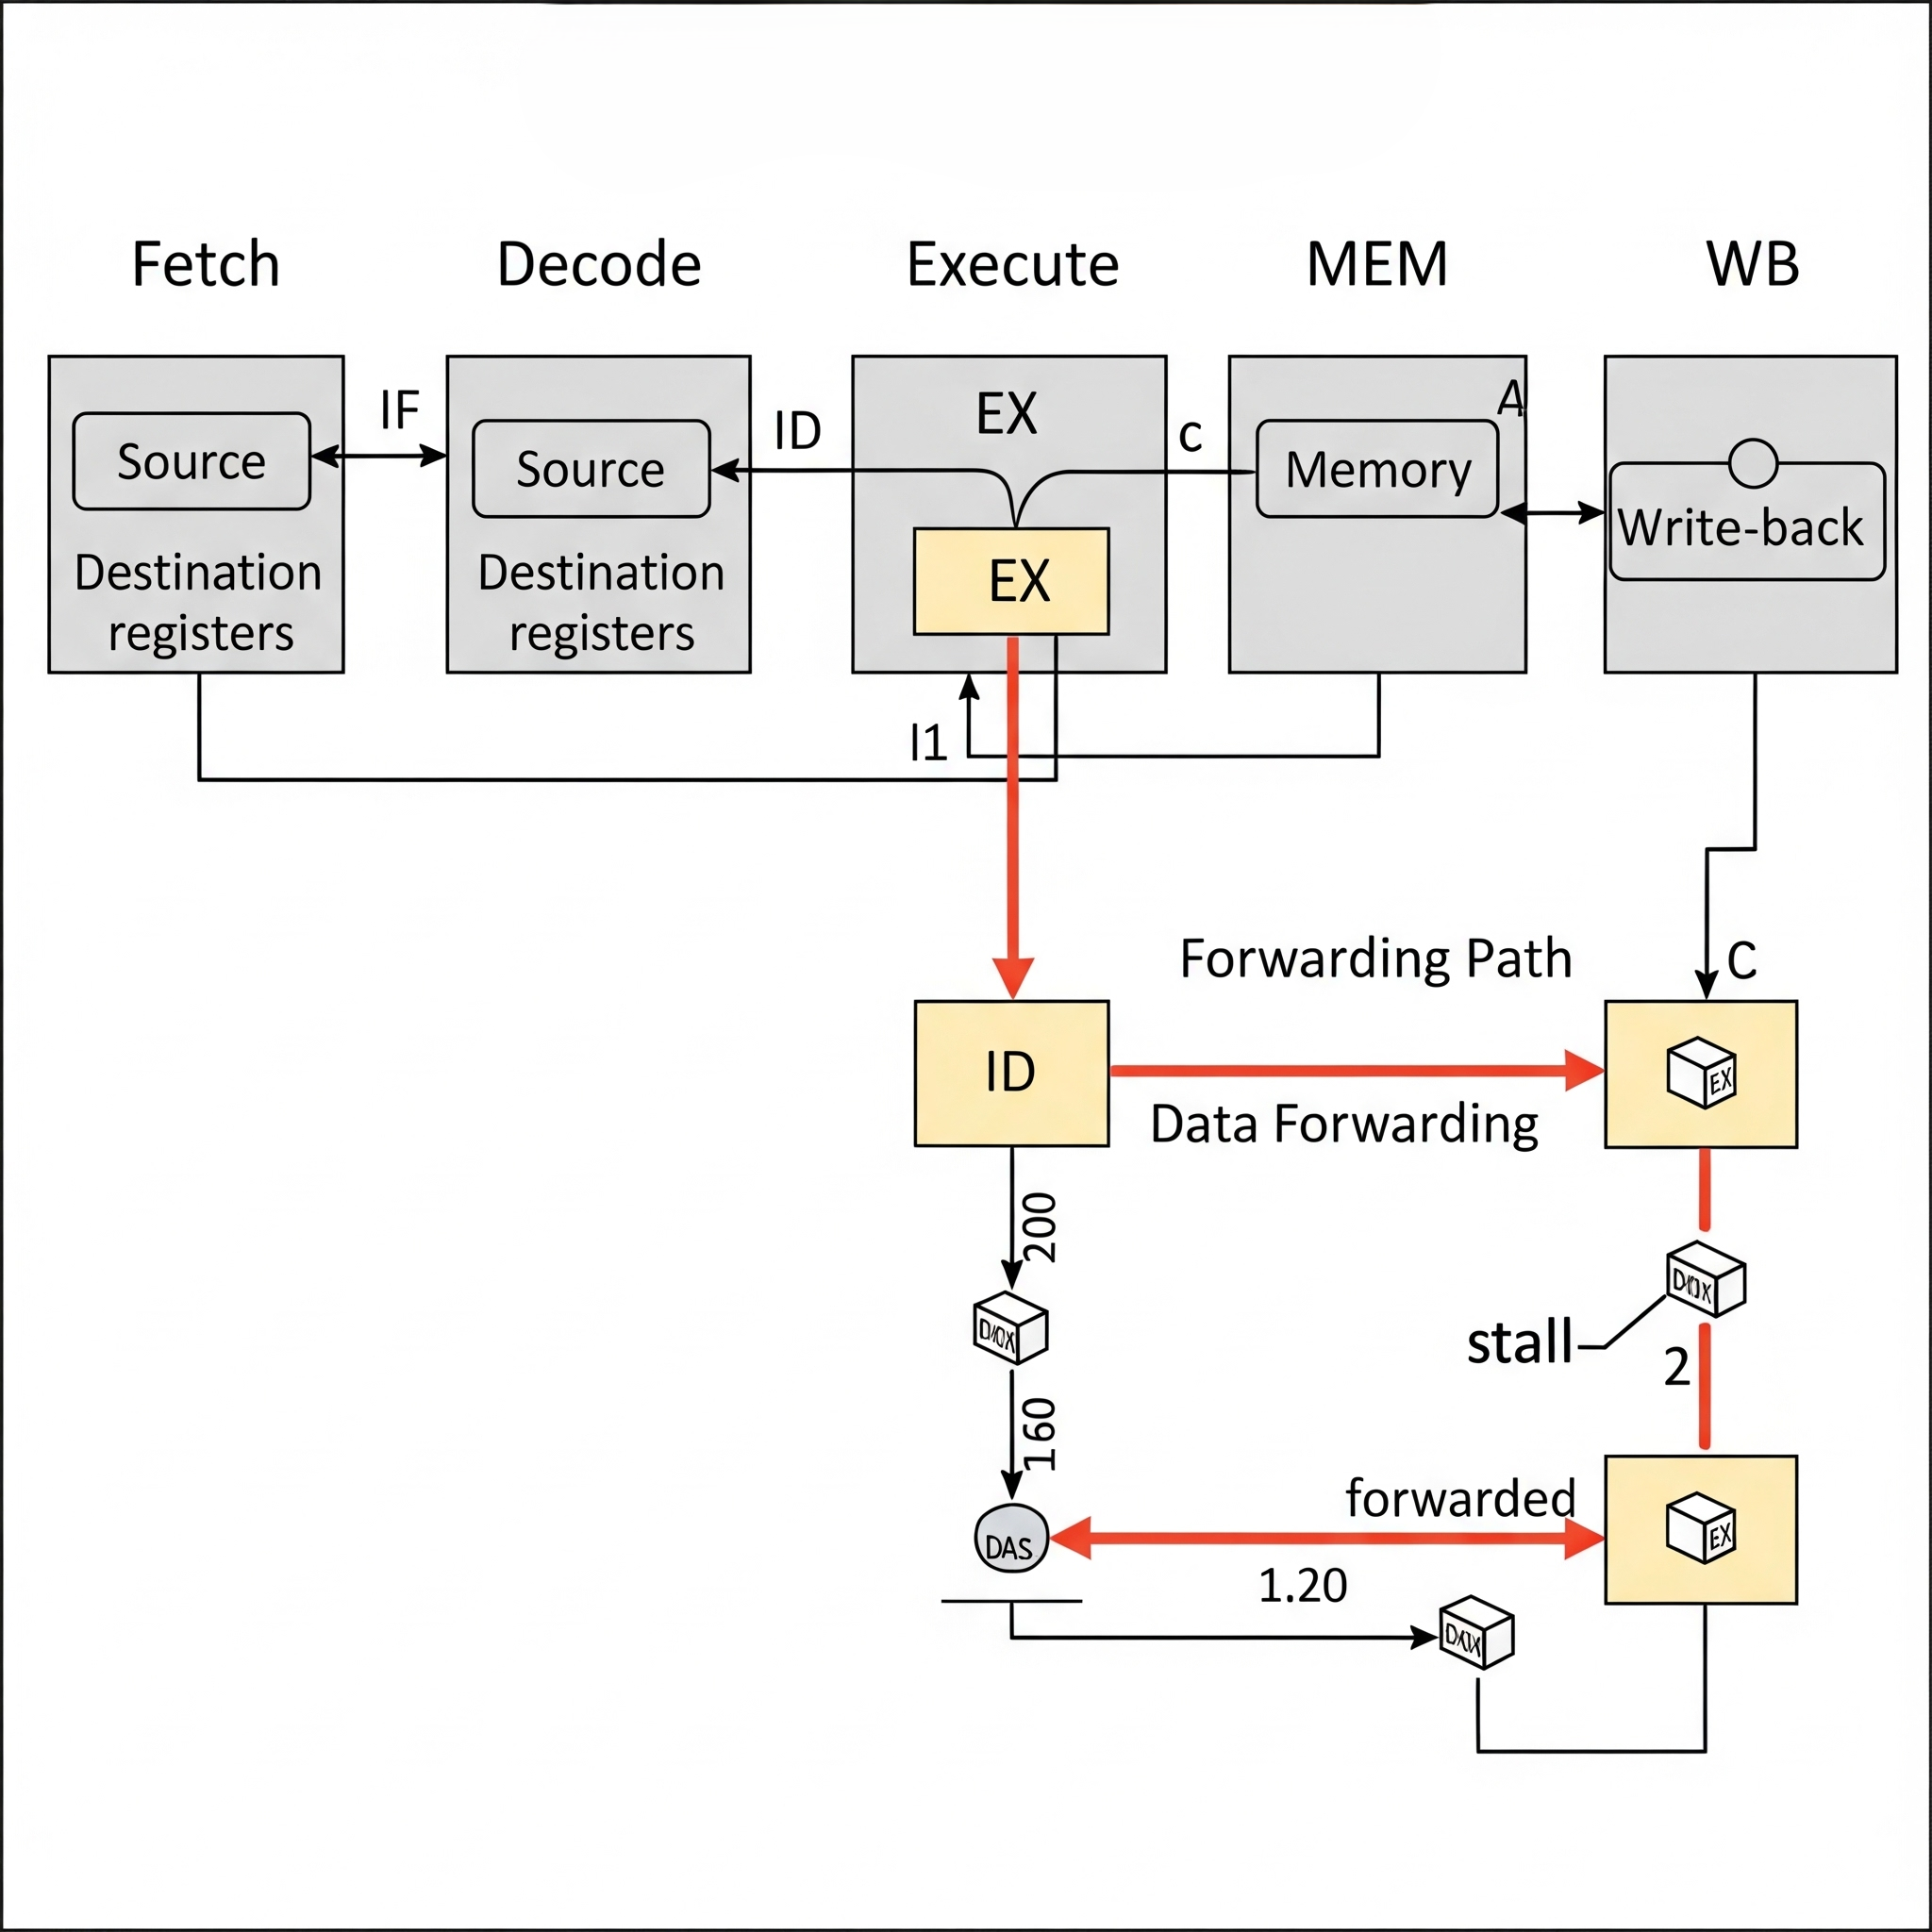 Fetch
Decode
Execute
MEM
WB
IF
ID
EX
c
A
Source
Source
Memory
Write-back
Destination
registers
Destination
registers
EX
I1
Forwarding Path
C
ID
EX
Data Forwarding
200
stall
2
160
forwarded
EX
DAS
1.20